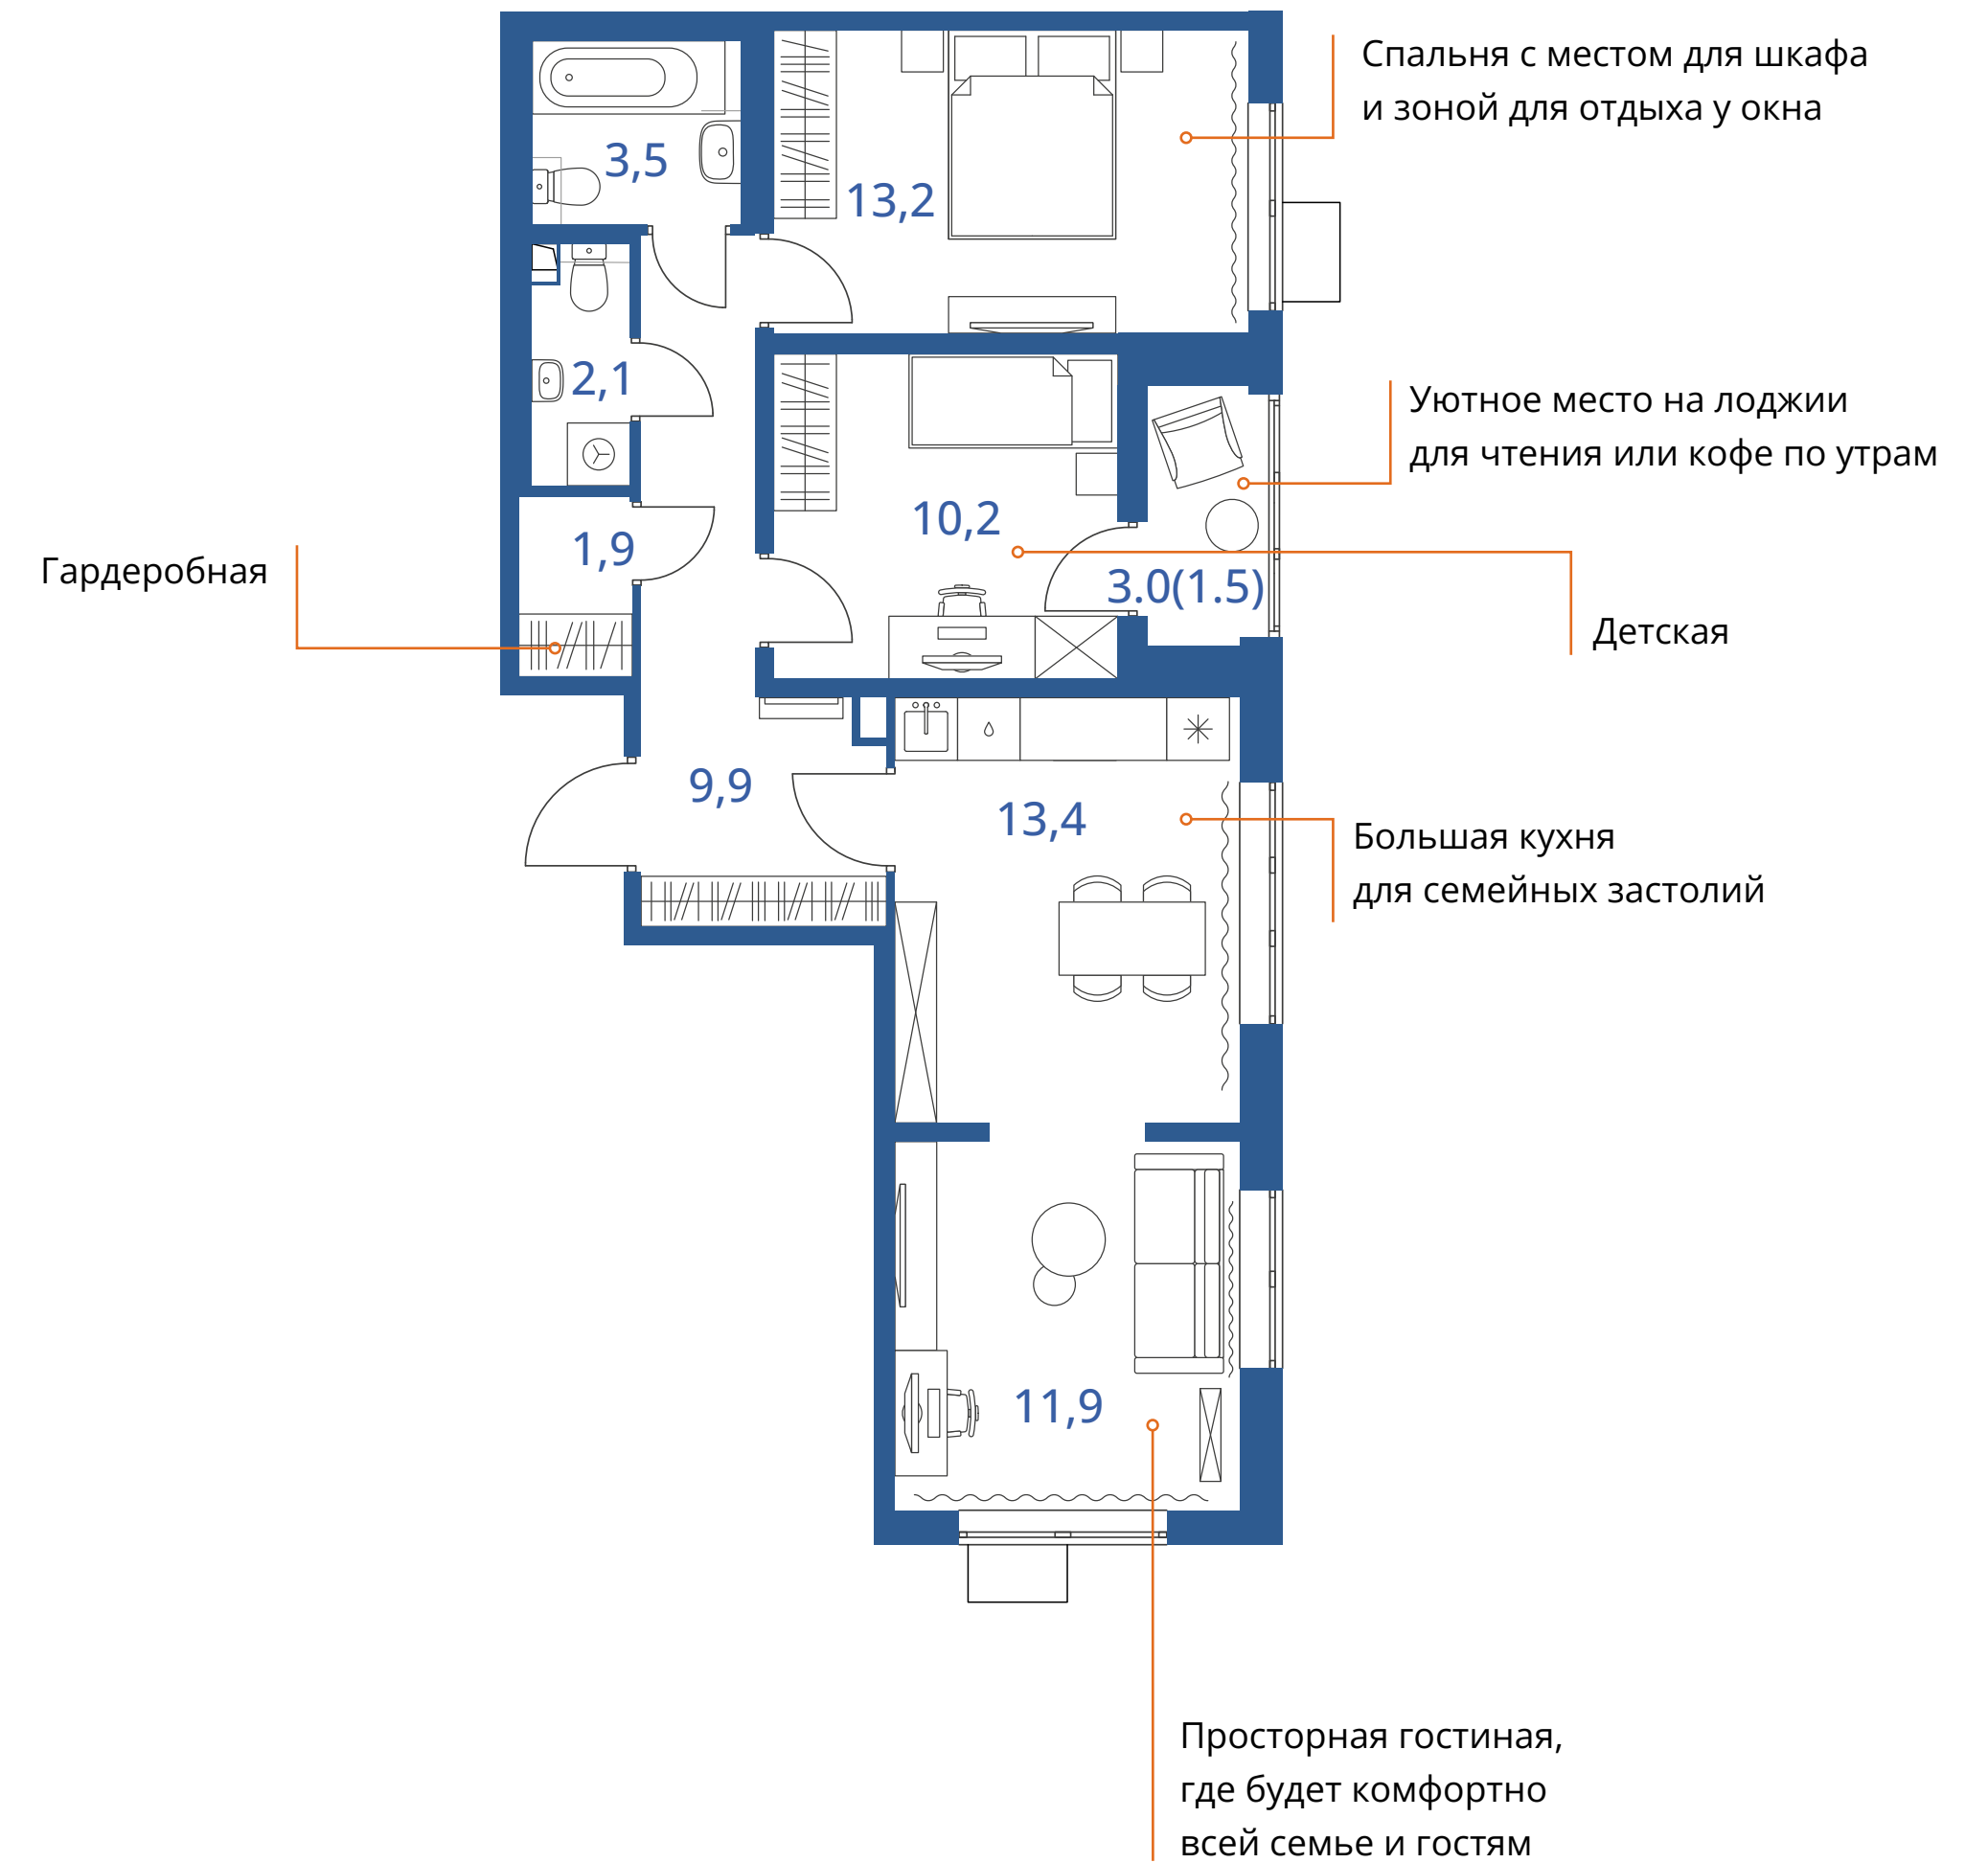 Спальня с местом для шкафа
и зоной для отдыха у окна
3,5
13,2
Уютное место на лоджии
для чтения или кофе по утрам
2,1
10,2
1,9
Гардеробная
3.0(1.5)
Детская
9,9
13,4
Большая кухня
для семейных застолий
11,9
Просторная гостиная,
где будет комфортно
всей семье и гостям